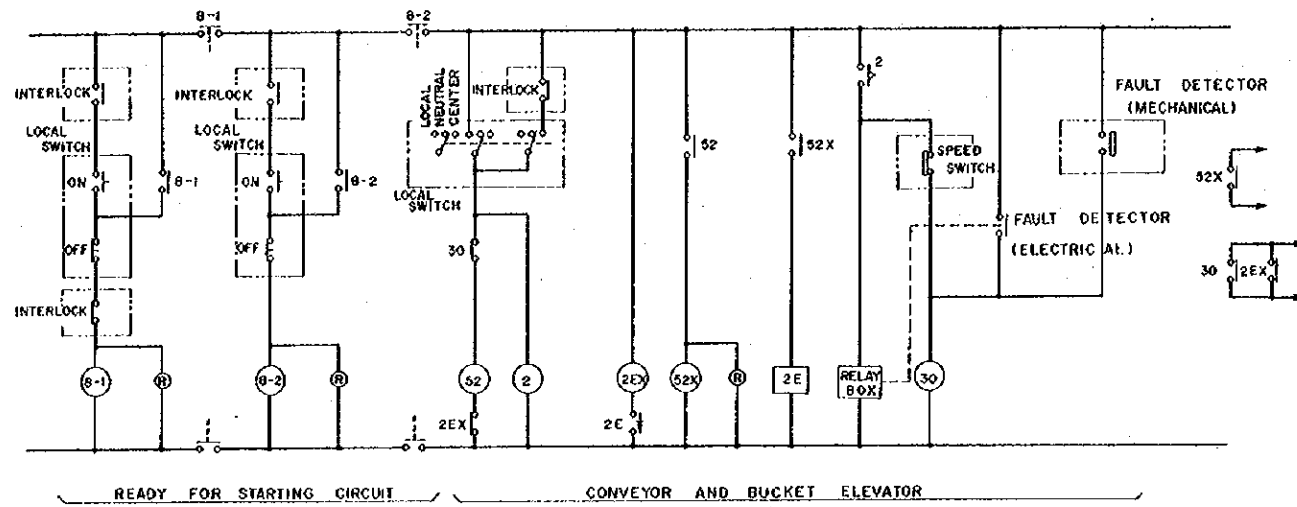 8-1
8-2
INTERLOCK
LOCAL
SWITCH
ON
8-1
OFF
INTERLOCK
8-1
R
INTERLOCK
LOCAL
SWITCH
ON
8-2
OFF
8-2
R
LOCAL
NEUTRAL
CENTER
INTERLOCK
LOCAL
SWITCH
30
52
2
2EX
2EX
2E
52
52X
R
52X
2E
2
SPEED
SWITCH
RELAY
BOX
30
FAULT DETECTOR
(ELECTRICAL)
FAULT DETECTOR
(MECHANICAL)
52X
30
2EX
READY FOR STARTING CIRCUIT
CONVEYOR AND BUCKET ELEVATOR